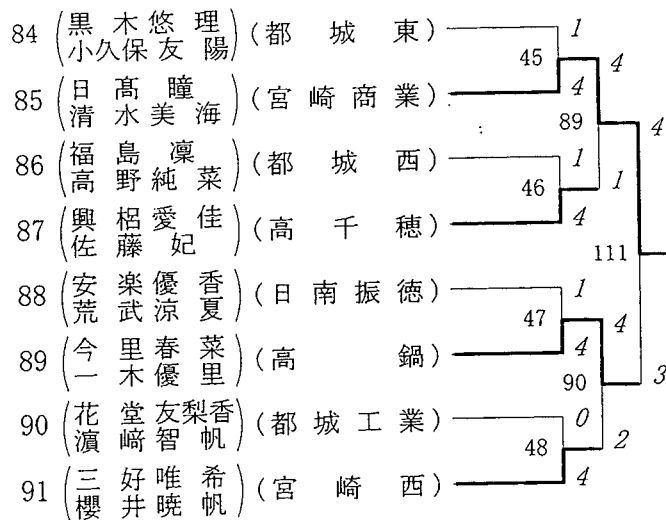 84 (黒木悠理 小久保友陽) (都城東) 1
45 4
85 (日髙瞳 清水美海) (宮崎商業) 4
89 4
86 (福島凜 高野純菜) (都城西) 1
46 1
87 (興梠愛佳 佐藤妃) (高千穂) 4
111
88 (安楽優香 荒武涼夏) (日南振徳) 1
47 4
89 (今里春菜 一木優里) (高鍋) 4
90 3
90 (花堂友梨香 濵﨑智帆) (都城工業) 0
48 2
91 (三好唯希 櫻井暁帆) (宮崎西) 4